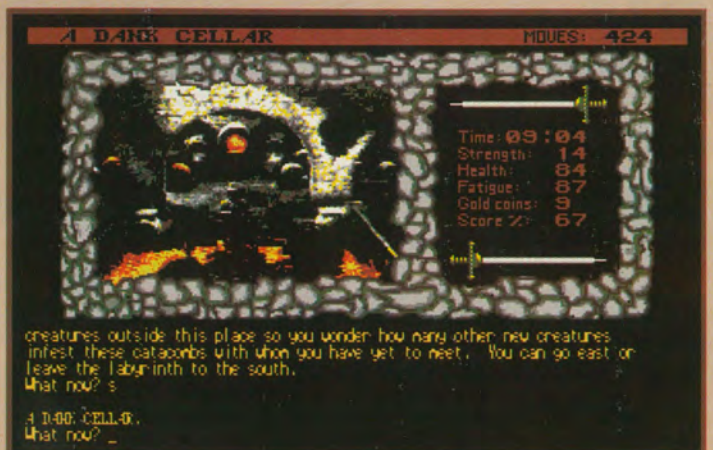 A DANK CELLAR MOVES: 424
Time: 09:04
Strength: 14
Health: 84
Fatigue: 87
Gold coins: 9
Score %: 67
creatures outside this place so you wonder how many other new creatures
infest these catacombs with whom you have yet to meet. You can go east or
leave the labyrinth to the south.
What now? s
A DANK CELLAR.
What now? _